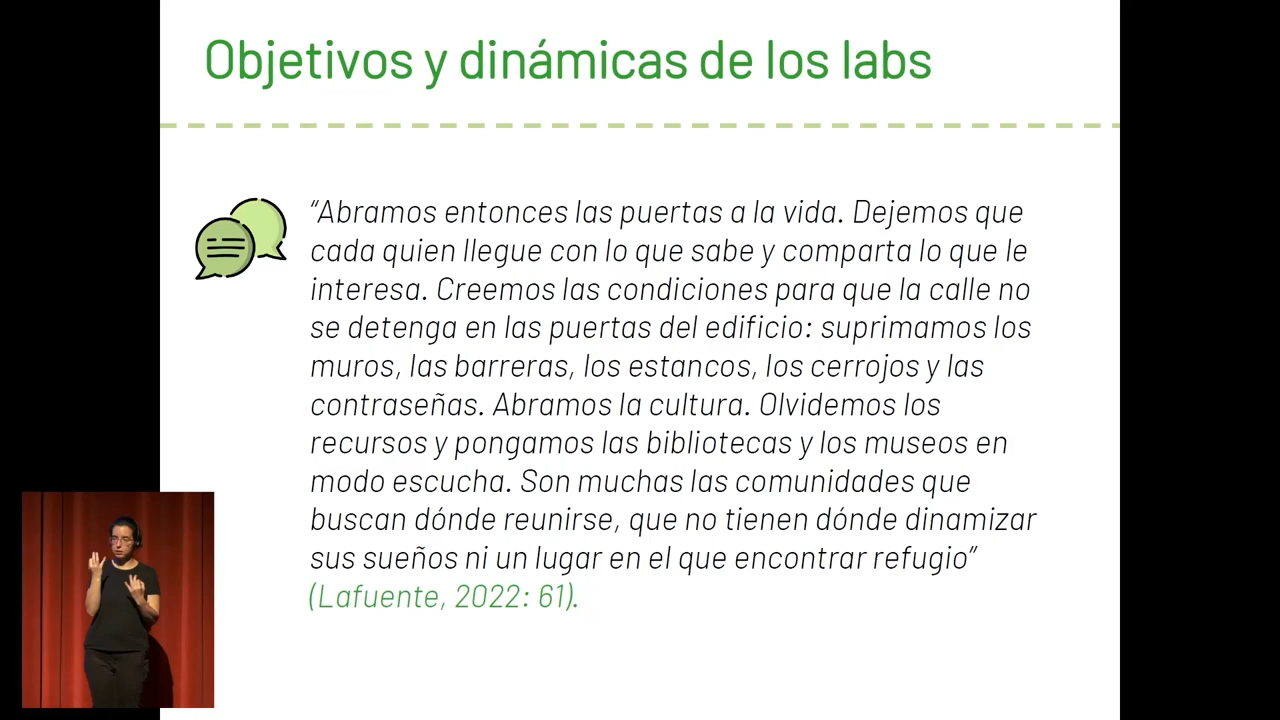 Objetivos y dinámicas de los labs
“Abramos entonces las puertas a la vida. Dejemos que
cada quien llegue con lo que sabe y comparta lo que le
interesa. Creemos las condiciones para que la calle no
se detenga en las puertas del edificio: suprimamos los
muros, las barreras, los estancos, los cerrojos y las
contraseñas. Abramos la cultura. Olvidemos los
recursos y pongamos las bibliotecas y los museos en
modo escucha. Son muchas las comunidades que
buscan dónde reunirse, que no tienen dónde dinamizar
sus sueños ni un lugar en el que encontrar refugio”
(Lafuente, 2022: 61).